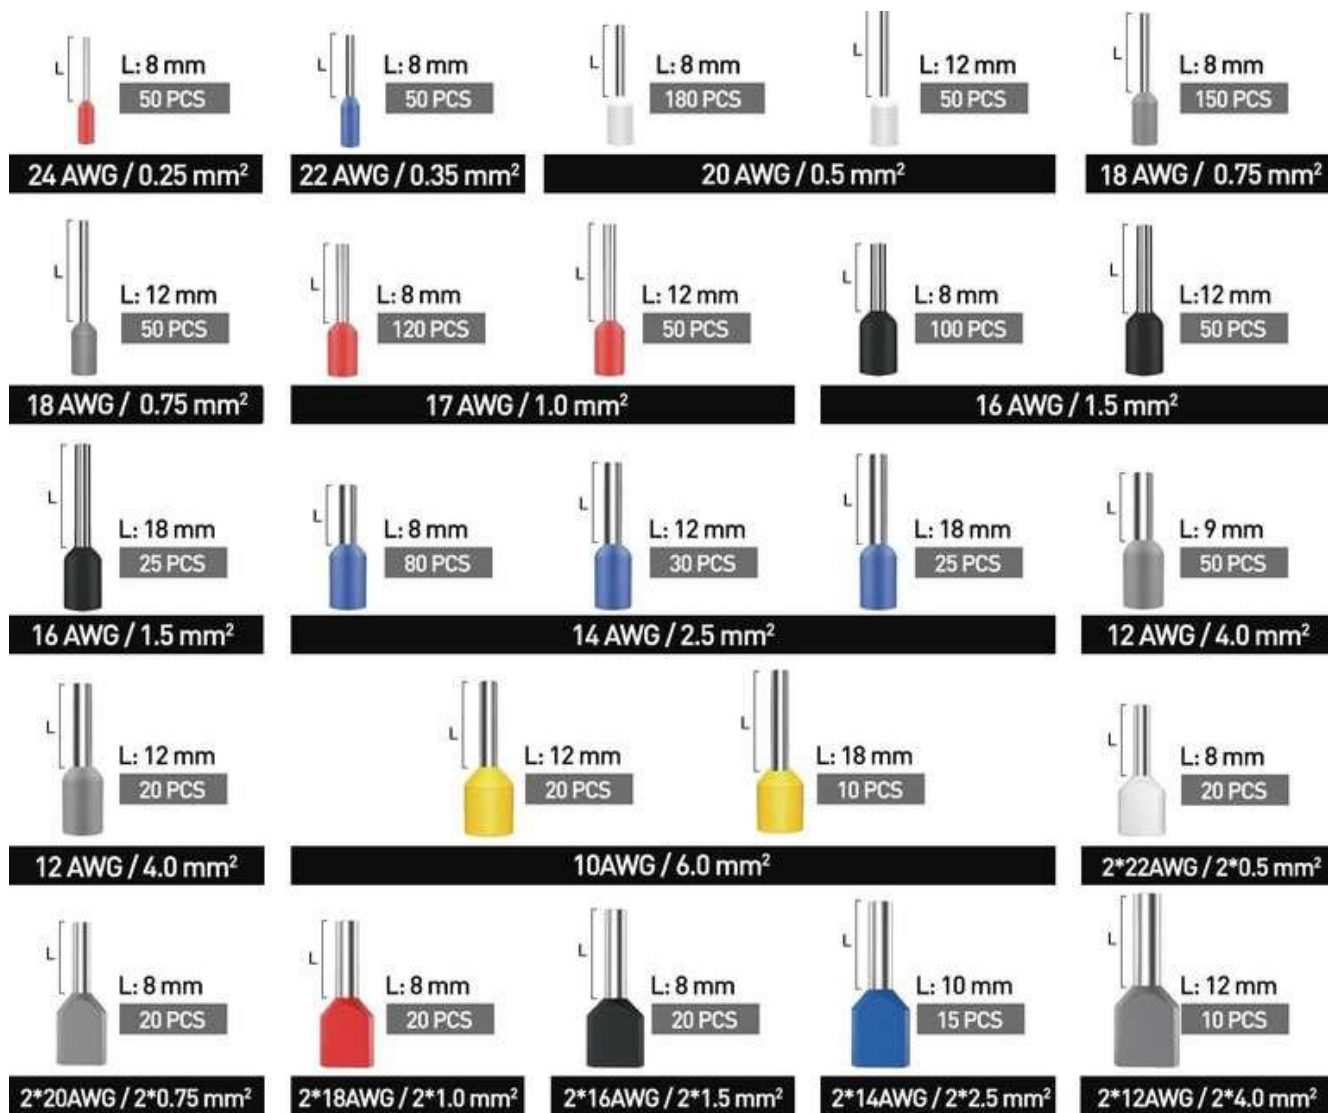 L
L: 8 mm
50 PCS
24 AWG / 0.25 mm²
L
L: 8 mm
50 PCS
22 AWG / 0.35 mm²
L
L: 8 mm
180 PCS
L
L: 12 mm
50 PCS
20 AWG / 0.5 mm²
L
L: 8 mm
150 PCS
18 AWG / 0.75 mm²
L
L: 12 mm
50 PCS
18 AWG / 0.75 mm²
L
L: 8 mm
120 PCS
L
L: 12 mm
50 PCS
17 AWG / 1.0 mm²
L
L: 8 mm
100 PCS
L
L:12 mm
50 PCS
16 AWG / 1.5 mm²
L
L: 18 mm
25 PCS
16 AWG / 1.5 mm²
L
L: 8 mm
80 PCS
L
L: 12 mm
30 PCS
L
L: 18 mm
25 PCS
14 AWG / 2.5 mm²
L
L: 9 mm
50 PCS
12 AWG / 4.0 mm²
L
L: 12 mm
20 PCS
12 AWG / 4.0 mm²
L
L: 12 mm
20 PCS
L
L: 18 mm
10 PCS
10AWG / 6.0 mm²
L
L: 8 mm
20 PCS
2*22AWG / 2*0.5 mm²
L
L: 8 mm
20 PCS
2*20AWG / 2*0.75 mm²
L
L: 8 mm
20 PCS
2*18AWG / 2*1.0 mm²
L
L: 8 mm
20 PCS
2*16AWG / 2*1.5 mm²
L
L: 10 mm
15 PCS
2*14AWG / 2*2.5 mm²
L
L: 12 mm
10 PCS
2*12AWG / 2*4.0 mm²